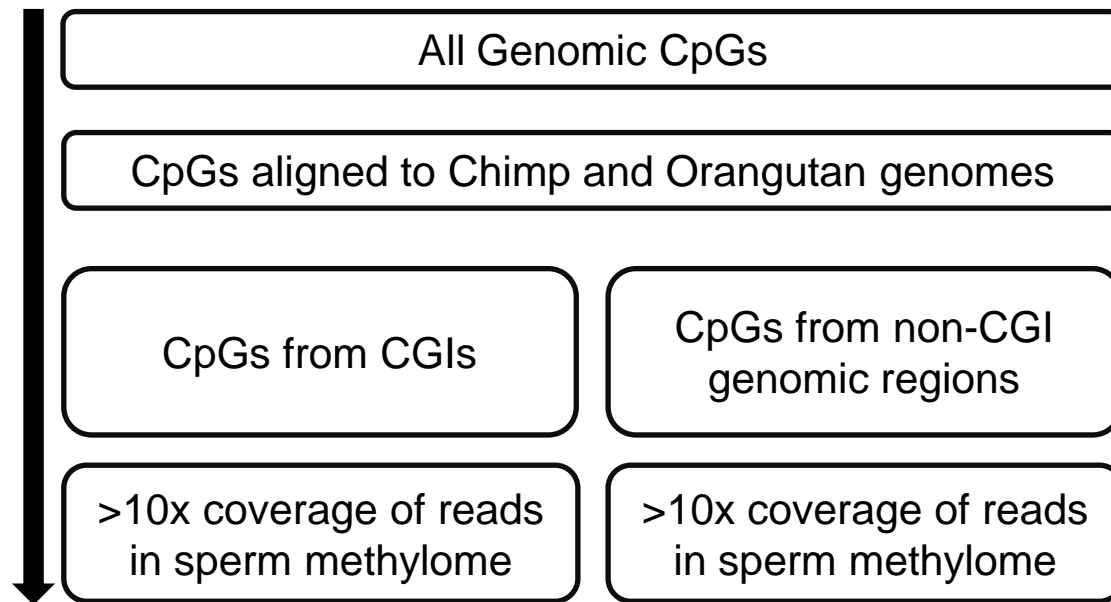 All Genomic CpGs
CpGs aligned to Chimp and Orangutan genomes
CpGs from CGIs
CpGs from non-CGI
genomic regions
>10x coverage of reads
in sperm methylome
>10x coverage of reads
in sperm methylome